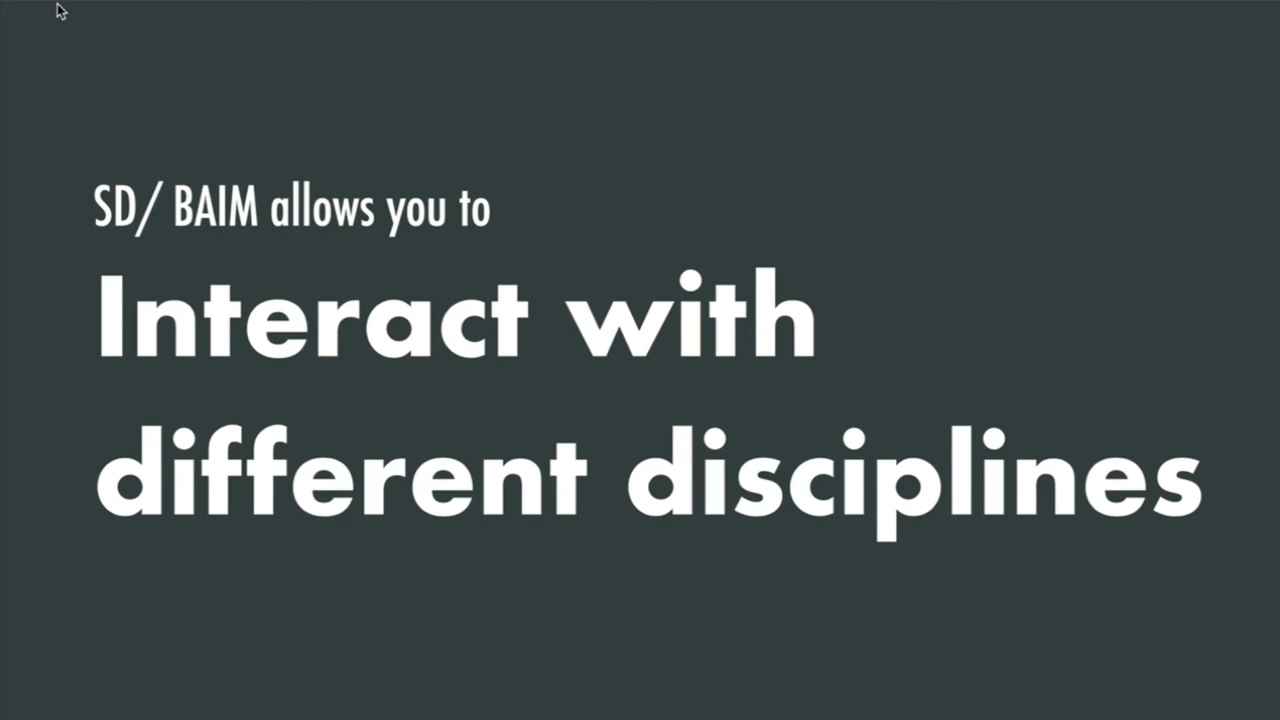 SD/ BAIM allows you to
Interact with
different disciplines